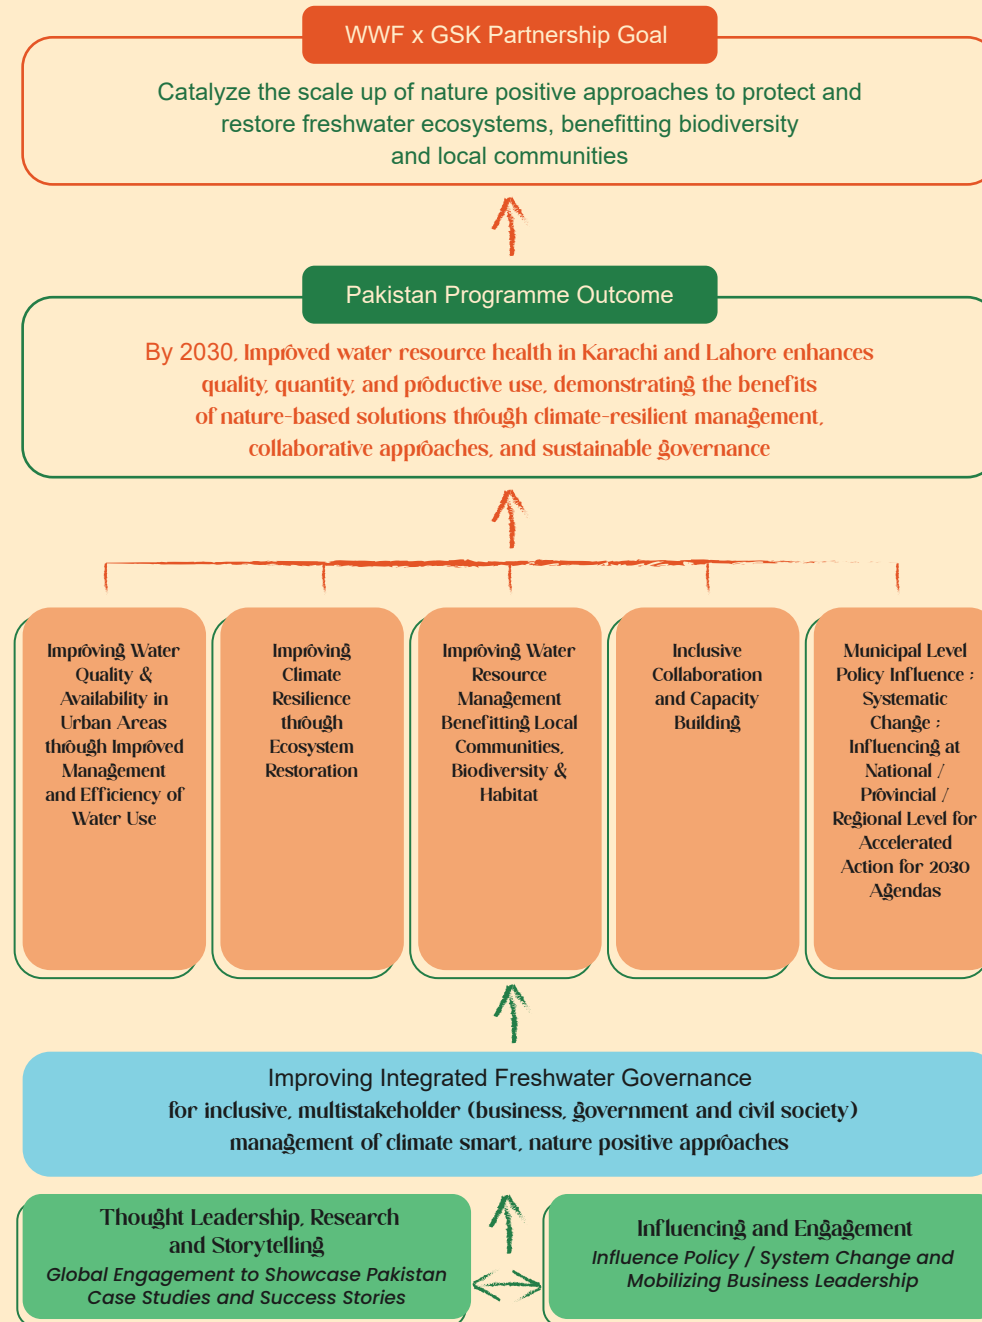 WWF x GSK Partnership Goal
Catalyze the scale up of nature positive approaches to protect and
restore freshwater ecosystems, benefitting biodiversity
and local communities
Pakistan Programme Outcome
By 2030, Improved water resource health in Karachi and Lahore enhances
quality, quantity, and productive use, demonstrating the benefits
of nature-based solutions through climate-resilient management,
collaborative approaches, and sustainable governance
Improving Water
Quality &
Availability in
Urban Areas
through Improved
Management
and Efficiency of
Water Use
Improving
Climate
Resilience
through
Ecosystem
Restoration
Improving Water
Resource
Management
Benefitting Local
Communities,
Biodiversity &
Habitat
Inclusive
Collaboration
and Capacity
Building
Municipal Level
Policy Influence :
Systematic
Change :
Influencing at
National /
Provincial /
Regional Level for
Accelerated
Action for 2030
Agendas
Improving Integrated Freshwater Governance
for inclusive, multistakeholder (business, government and civil society)
management of climate smart, nature positive approaches
Thought Leadership, Research
and Storytelling
Global Engagement to Showcase Pakistan
Case Studies and Success Stories
Influencing and Engagement
Influence Policy / System Change and
Mobilizing Business Leadership